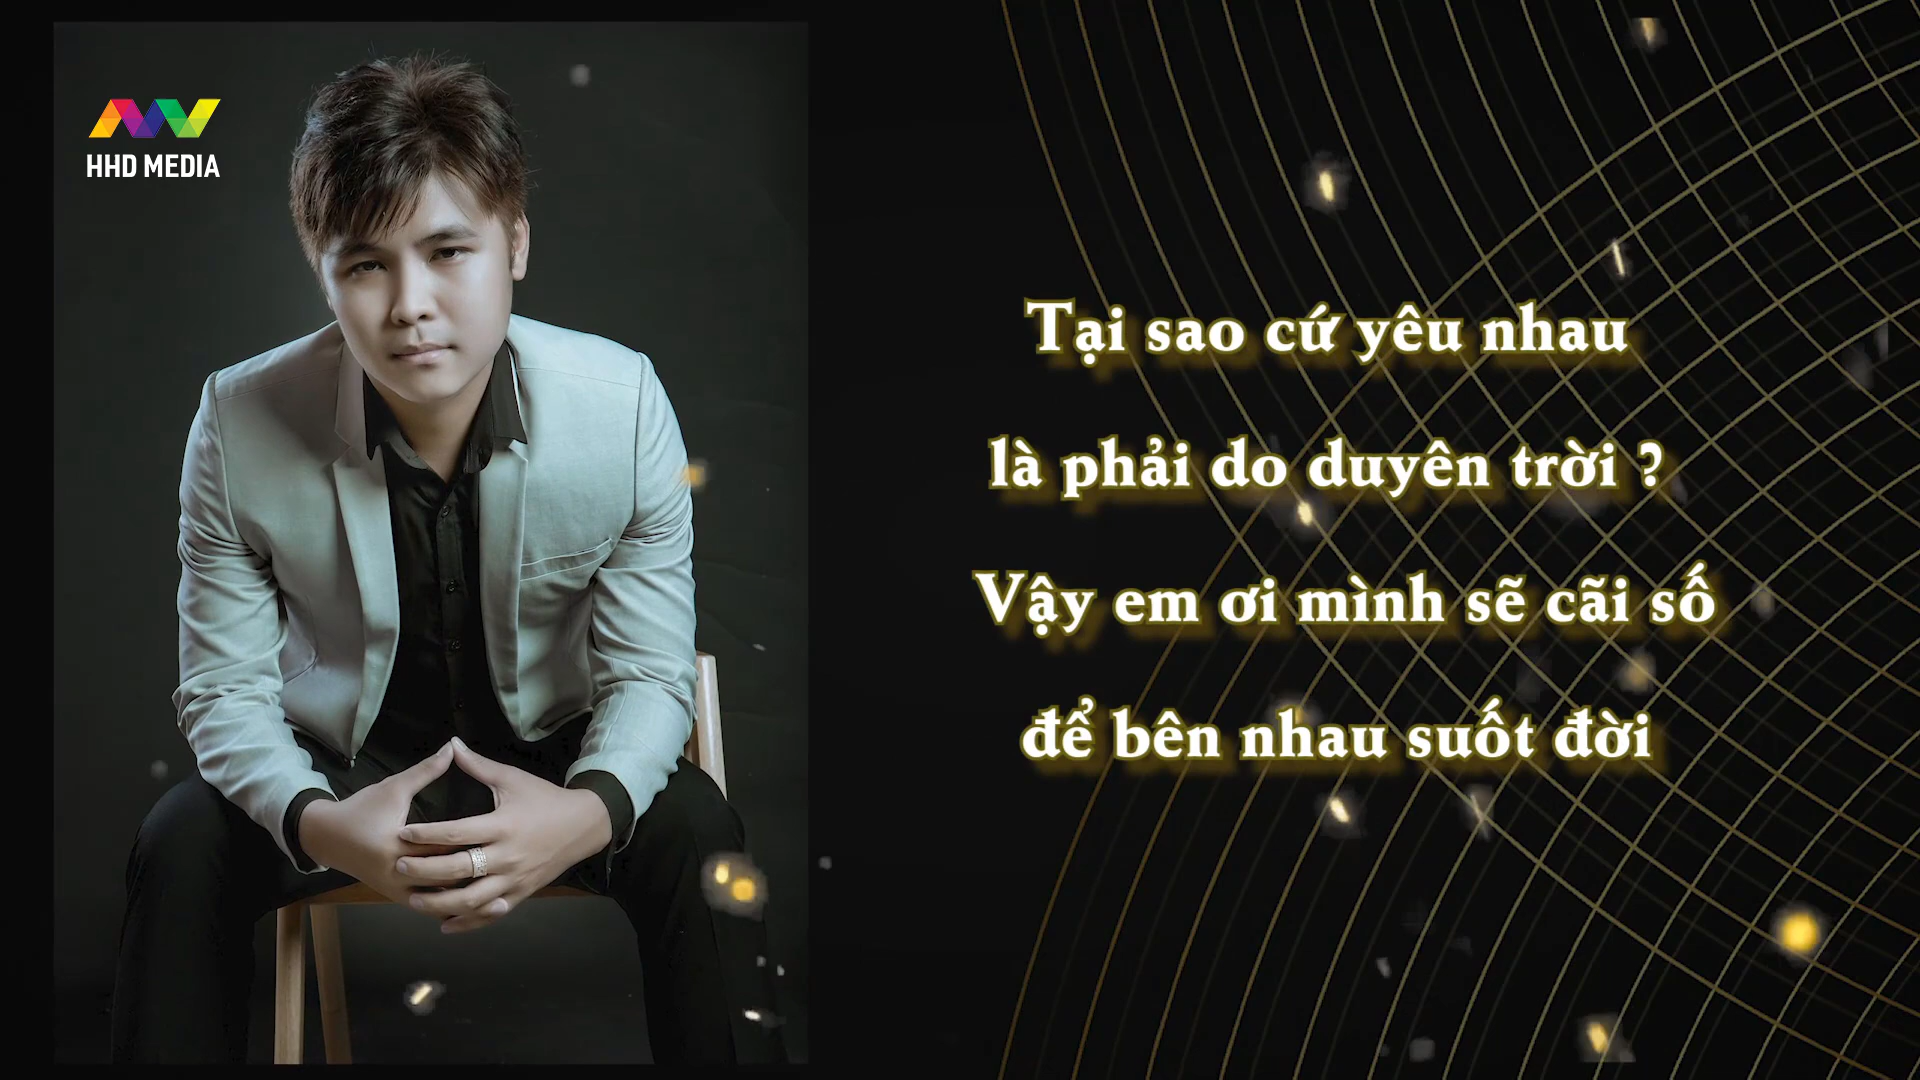 HHD MEDIA
Tại sao cứ yêu nhau
là phải do duyên trời ?
Vậy em ơi mình sẽ cãi số
để bên nhau suốt đời